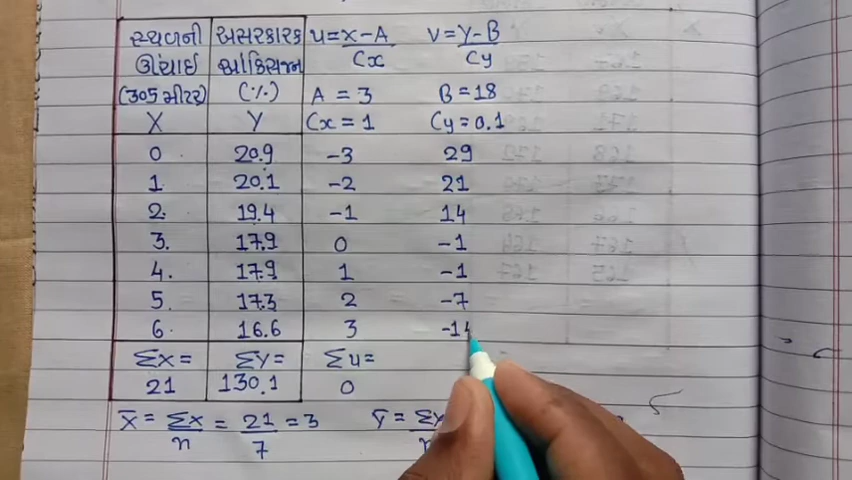 સ્થળની અસરકારક u=x-A/Cx v=y-B/Cy
ઊંચાઈ ઓક્સિજન
(305 મીટર) (%) A = 3 B = 18
X Y Cx = 1 Cy = 0.1
0 20.9 -3 29
1. 20.1 -2 21
2. 19.4 -1 14
3. 17.9 0 -1
4. 17.9 1 -1
5. 17.3 2 -7
6. 16.6 3 -14
Σx= Σy= Σu=
21 130.1 0
x̄ = Σx/n = 21/7 = 3 ȳ =